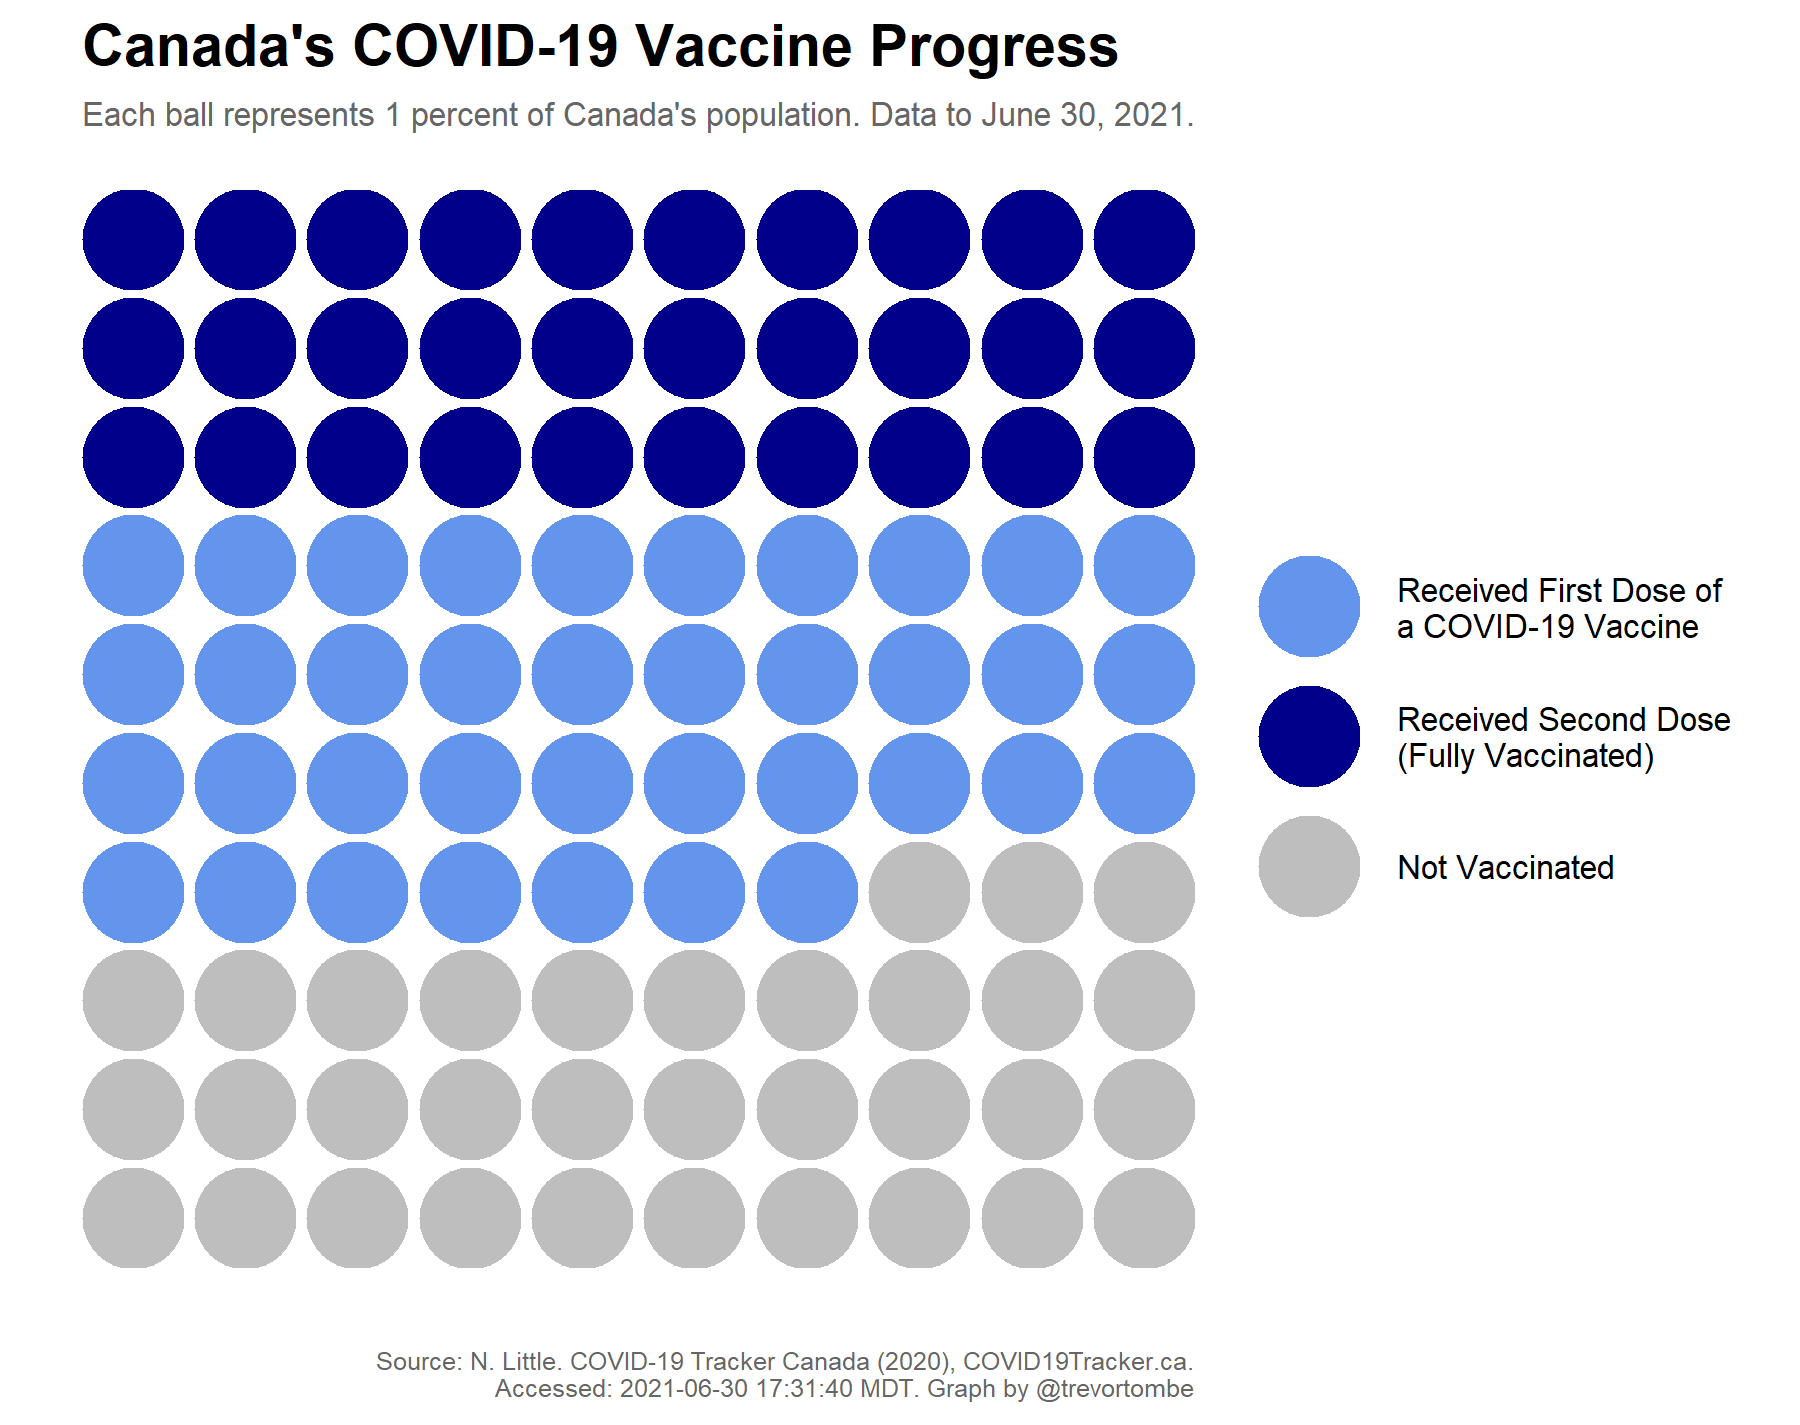 Canada's COVID-19 Vaccine Progress
Each ball represents 1 percent of Canada's population. Data to June 30, 2021.
Received First Dose of
a COVID-19 Vaccine
Received Second Dose
(Fully Vaccinated)
Not Vaccinated
Source: N. Little. COVID-19 Tracker Canada (2020), COVID19Tracker.ca.
Accessed: 2021-06-30 17:31:40 MDT. Graph by @trevortombe